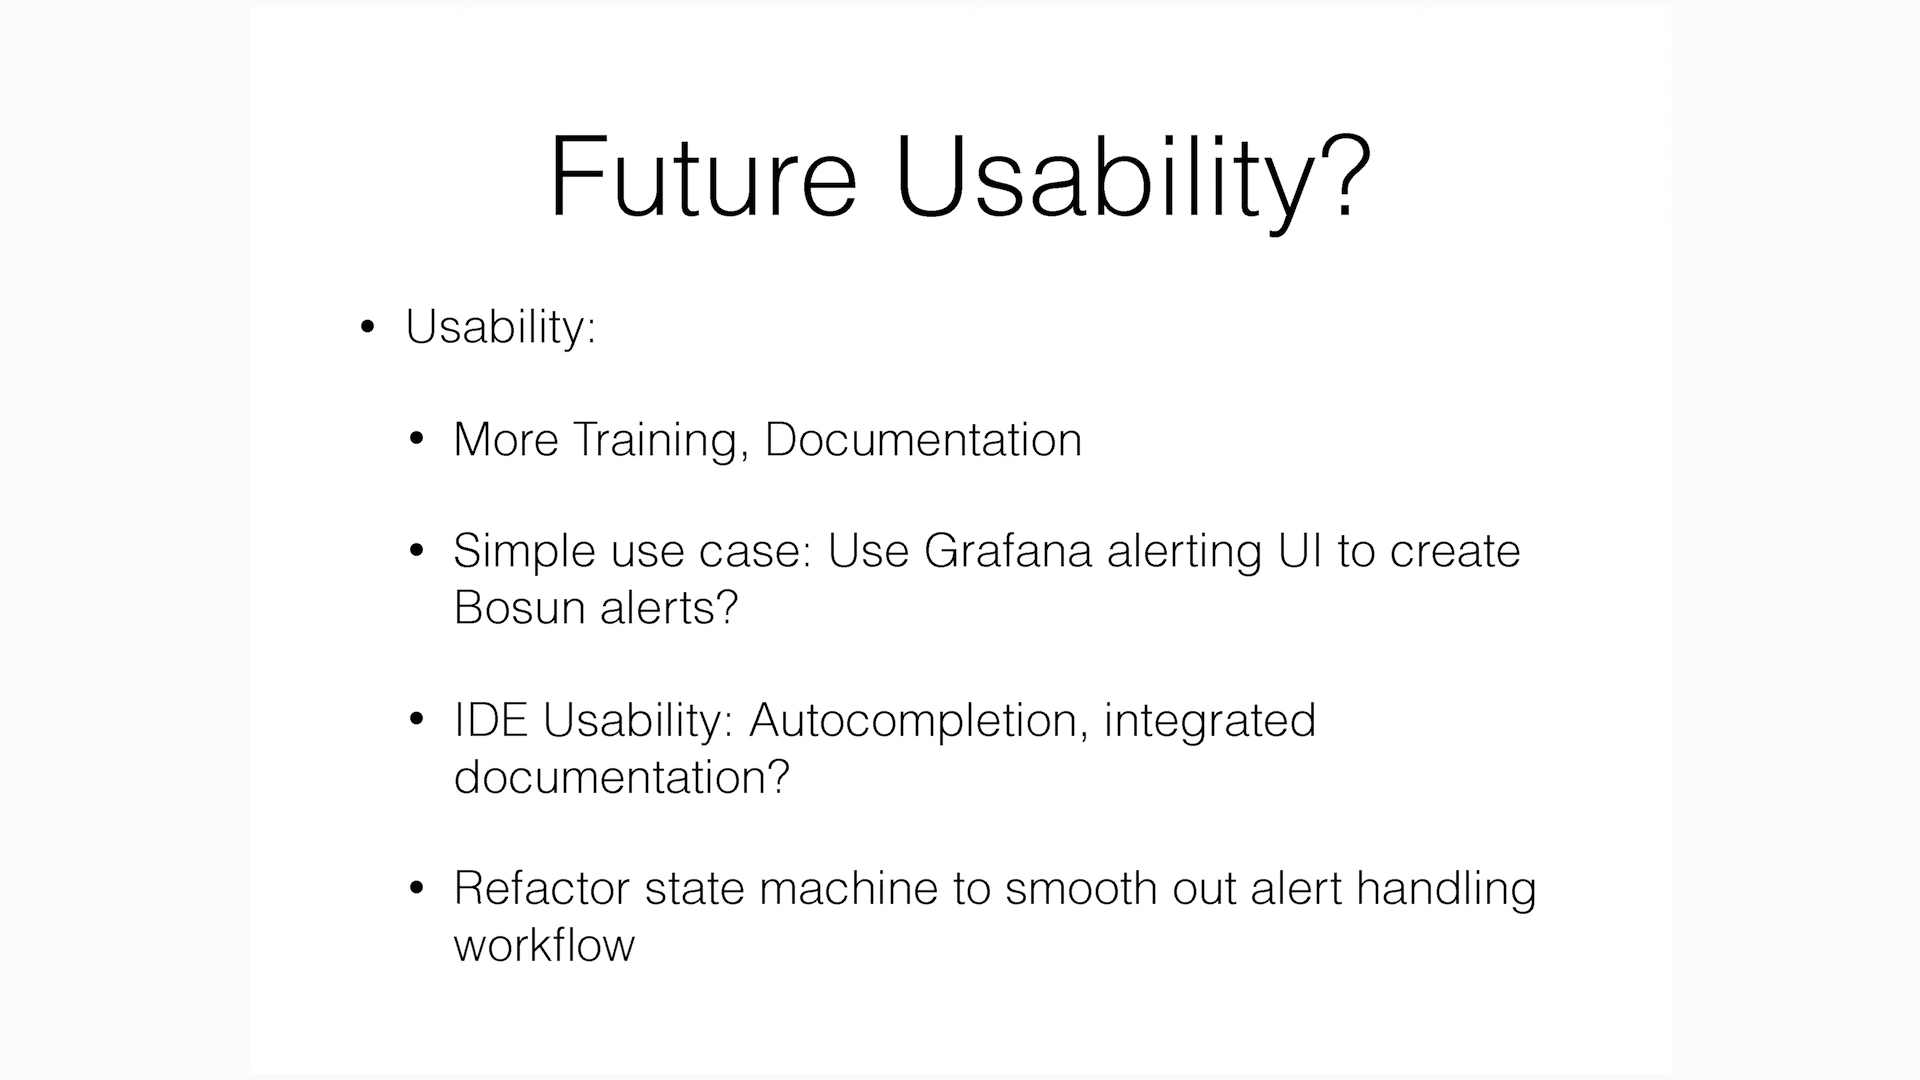 Future Usability?
• Usability:
• More Training, Documentation
• Simple use case: Use Grafana alerting UI to create
Bosun alerts?
• IDE Usability: Autocompletion, integrated
documentation?
• Refactor state machine to smooth out alert handling
workflow